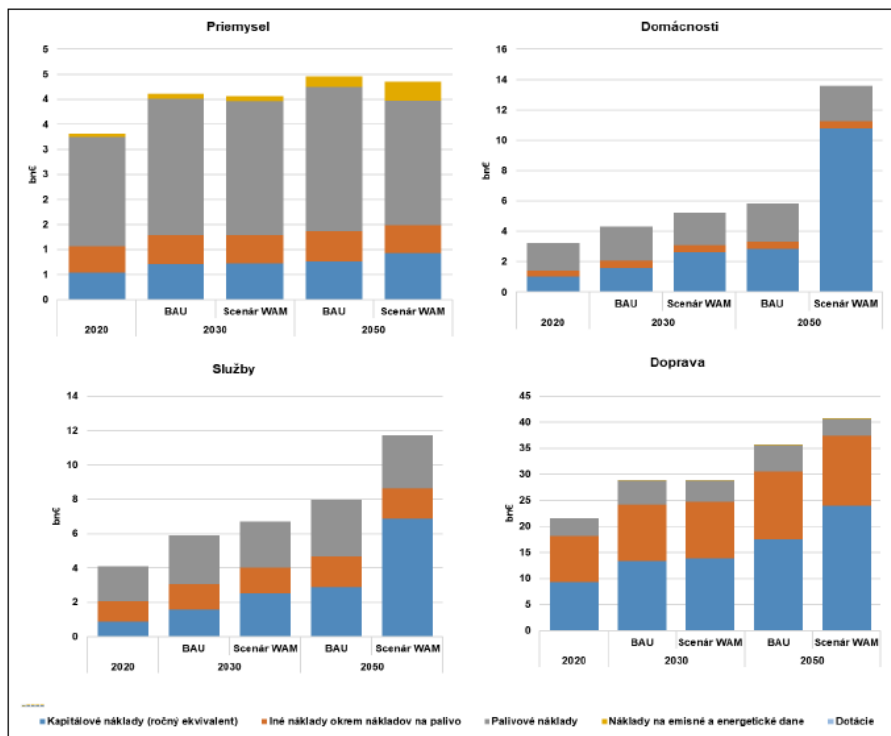 Priemysel
5
5
4
4
3
3
2
2
1
1
0
bn€
BAU Scenár WAM BAU Scenár WAM
2020 2030 2050
Domácnosti
16
14
12
10
8
6
4
2
0
bn€
BAU Scenár WAM BAU Scenár WAM
2020 2030 2050
Služby
14
12
10
8
6
4
2
0
bn€
BAU Scenár WAM BAU Scenár WAM
2020 2030 2050
Doprava
45
40
35
30
25
20
15
10
5
0
bn€
BAU Scenár WAM BAU Scenár WAM
2020 2030 2050
Kapitálové náklady (ročný ekvivalent) Iné náklady okrem nákladov na palivo Palivové náklady Náklady na emisné a energetické dane Dotácie